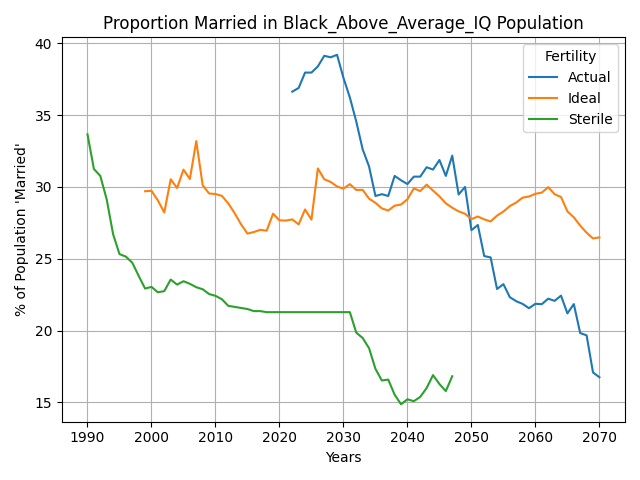 Proportion Married in Black_Above_Average_IQ Population
% of Population 'Married'
40
35
30
25
20
15
Fertility
Actual
Ideal
Sterile
1990 2000 2010 2020 2030 2040 2050 2060 2070
Years